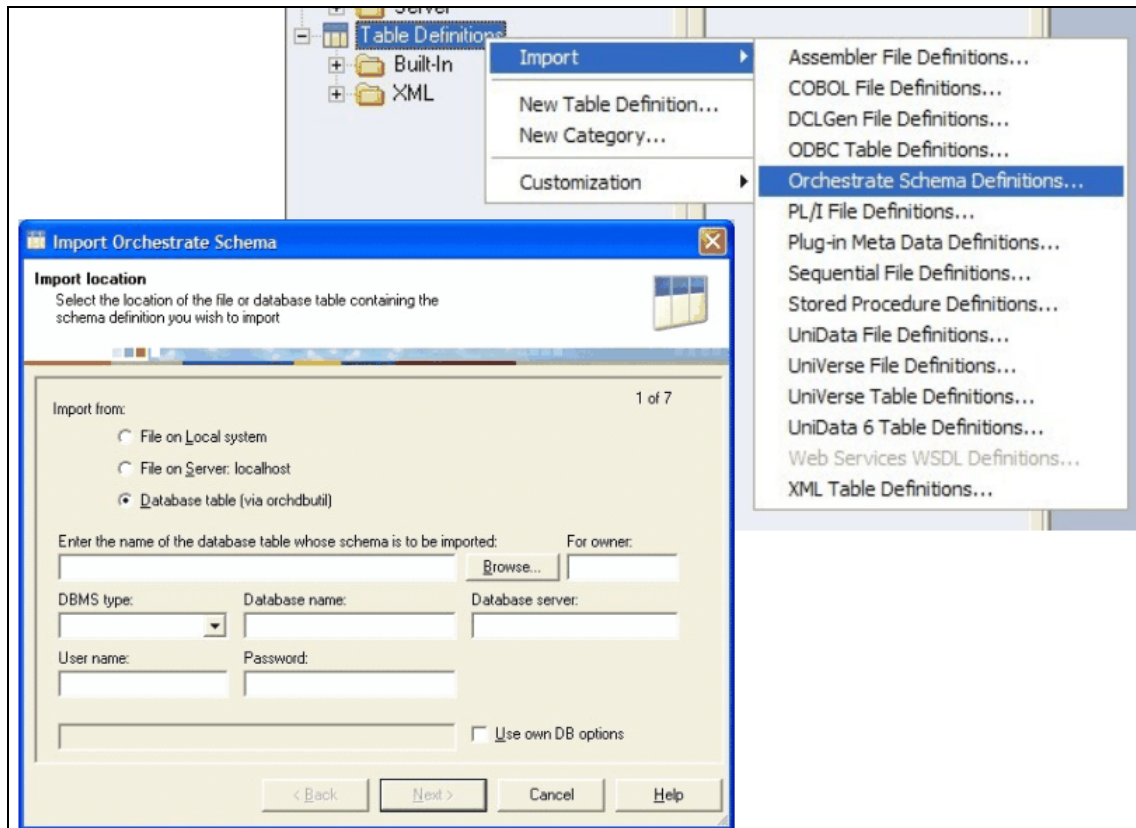 Server
Table Definitions
Built-In
XML
Import
New Table Definition...
New Category...
Customization
Assembler File Definitions...
COBOL File Definitions...
DCLGen File Definitions...
ODBC Table Definitions...
Orchestrate Schema Definitions...
PL/I File Definitions...
Plug-in Meta Data Definitions...
Sequential File Definitions...
Stored Procedure Definitions...
UniData File Definitions...
UniVerse File Definitions...
UniVerse Table Definitions...
UniData 6 Table Definitions...
Web Services WSDL Definitions...
XML Table Definitions...
Import Orchestrate Schema
Import location
Select the location of the file or database table containing the
schema definition you wish to import
1 of 7
Import from:
File on Local system
File on Server: localhost
Database table (via orchdbutil)
Enter the name of the database table whose schema is to be imported: For owner:
Browse...
DBMS type: Database name: Database server:
User name: Password:
Use own DB options
< Back Next > Cancel Help